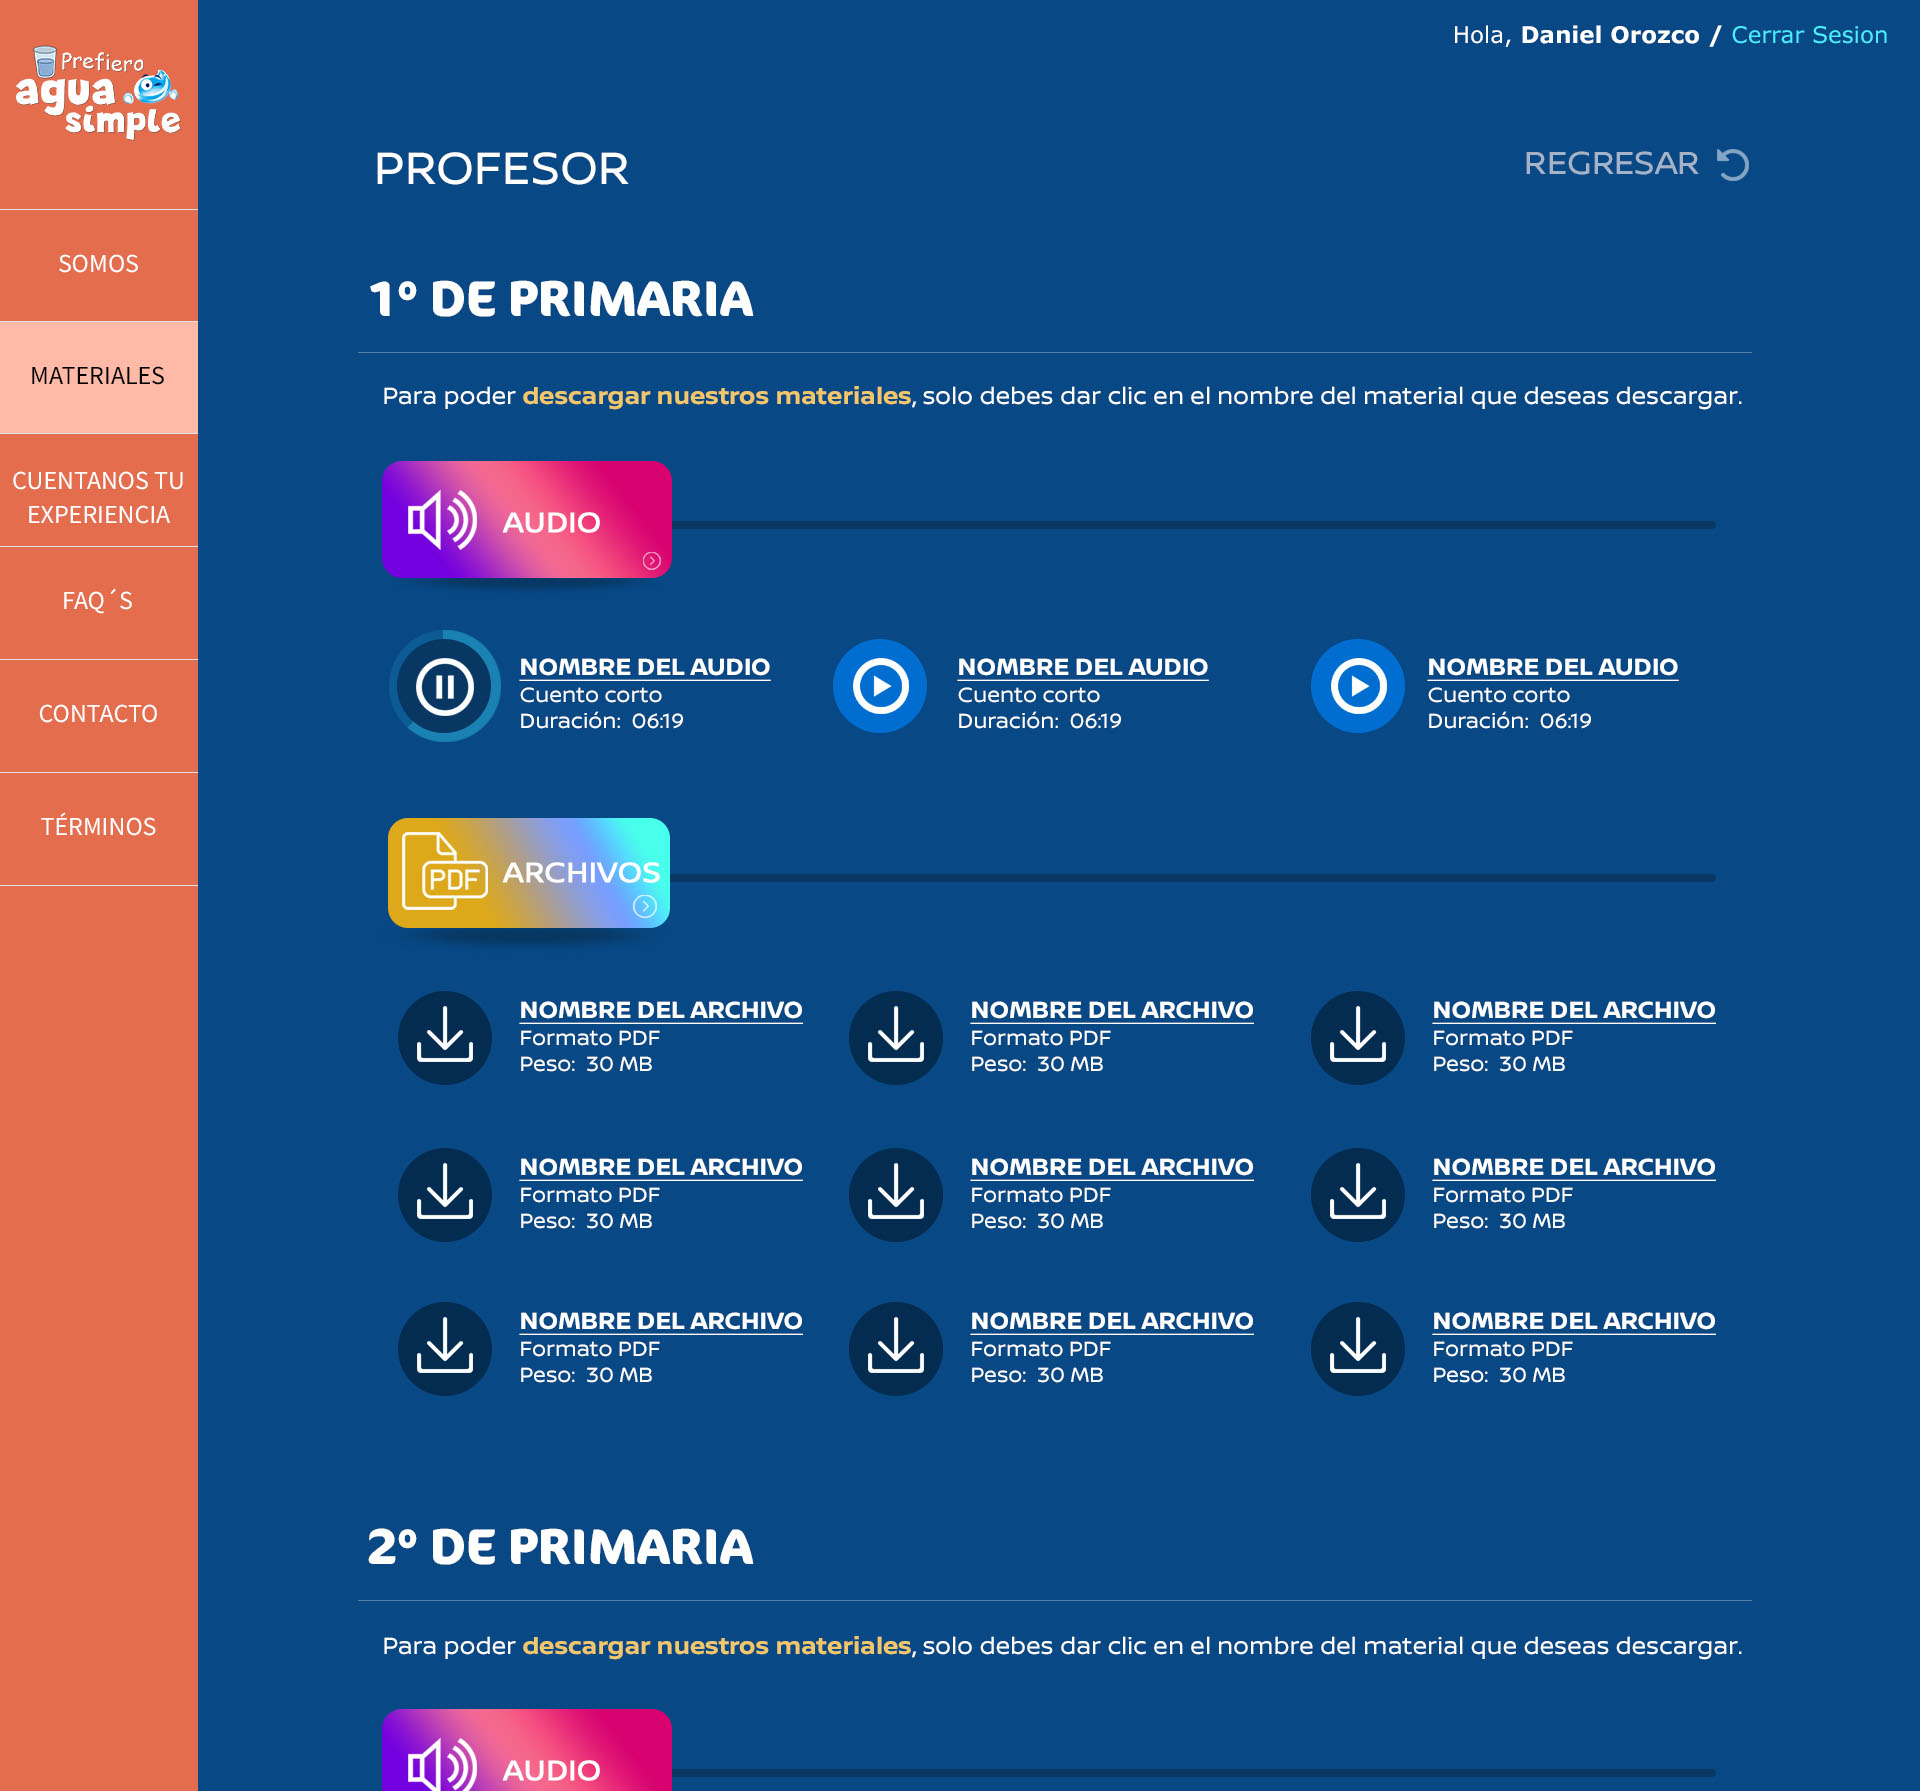 Hola, Daniel Orozco / Cerrar Sesion
Prefiero
agua
simple
SOMOS
MATERIALES
CUENTANOS TU
EXPERIENCIA
FAQ´S
CONTACTO
TÉRMINOS
PROFESOR
REGRESAR
1º DE PRIMARIA
Para poder descargar nuestros materiales, solo debes dar clic en el nombre del material que deseas descargar.
AUDIO
NOMBRE DEL AUDIO
Cuento corto
Duración: 06:19
NOMBRE DEL AUDIO
Cuento corto
Duración: 06:19
NOMBRE DEL AUDIO
Cuento corto
Duración: 06:19
PDF
ARCHIVOS
NOMBRE DEL ARCHIVO
Formato PDF
Peso: 30 MB
NOMBRE DEL ARCHIVO
Formato PDF
Peso: 30 MB
NOMBRE DEL ARCHIVO
Formato PDF
Peso: 30 MB
NOMBRE DEL ARCHIVO
Formato PDF
Peso: 30 MB
NOMBRE DEL ARCHIVO
Formato PDF
Peso: 30 MB
NOMBRE DEL ARCHIVO
Formato PDF
Peso: 30 MB
NOMBRE DEL ARCHIVO
Formato PDF
Peso: 30 MB
NOMBRE DEL ARCHIVO
Formato PDF
Peso: 30 MB
NOMBRE DEL ARCHIVO
Formato PDF
Peso: 30 MB
2º DE PRIMARIA
Para poder descargar nuestros materiales, solo debes dar clic en el nombre del material que deseas descargar.
AUDIO